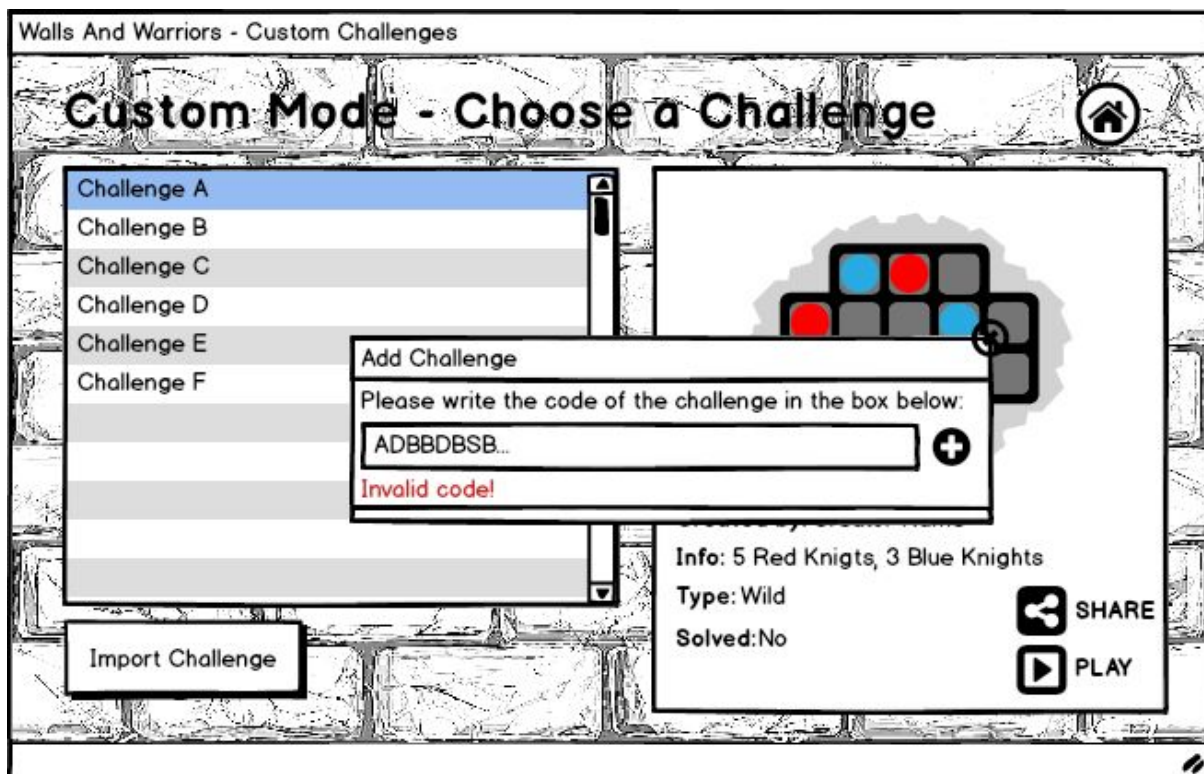 Walls And Warriors - Custom Challenges
Custom Mode - Choose a Challenge
Challenge A
Challenge B
Challenge C
Challenge D
Challenge E
Challenge F
Add Challenge
Please write the code of the challenge in the box below:
ADBBDBSB...
Invalid code!
Info: 5 Red Knigts, 3 Blue Knights
Type: Wild
Solved:No
SHARE
PLAY
Import Challenge